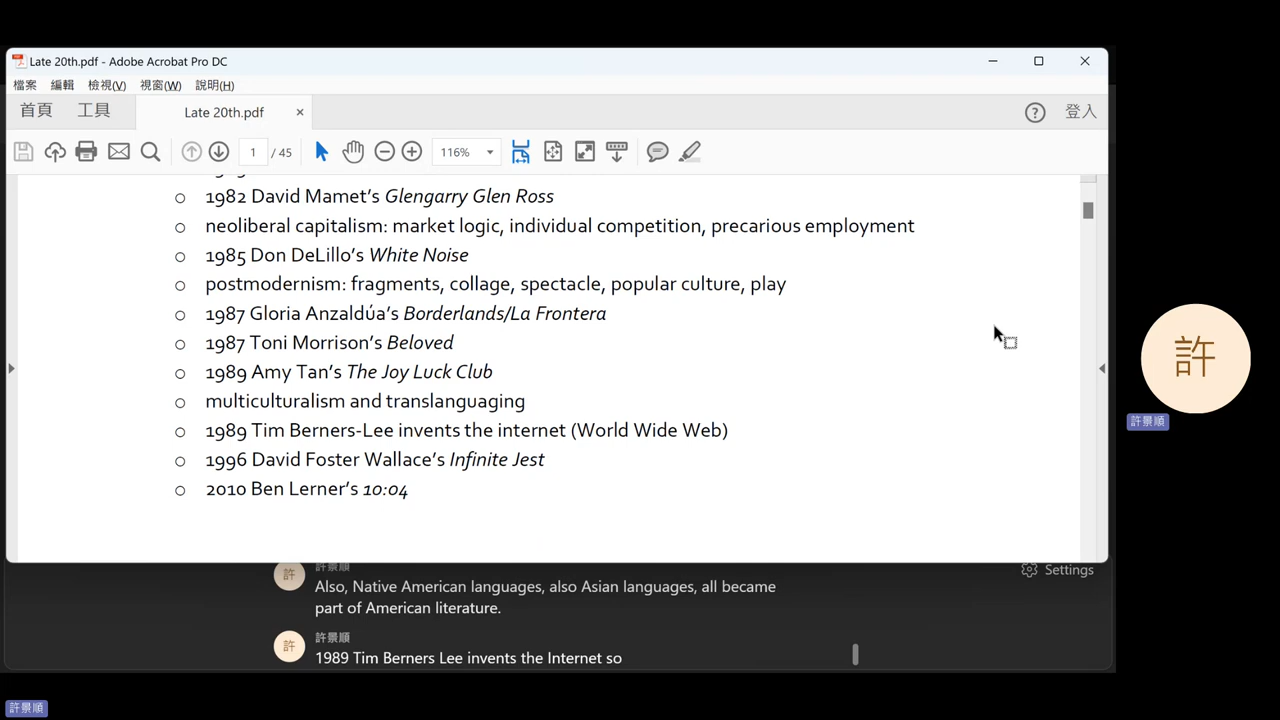 Late 20th.pdf - Adobe Acrobat Pro DC
檔案 編輯 檢視(V) 視窗(W) 說明(H)
首頁 工具 Late 20th.pdf × ? 登入
1 / 45 116%
○ 1982 David Mamet’s Glengarry Glen Ross
○ neoliberal capitalism: market logic, individual competition, precarious employment
○ 1985 Don DeLillo’s White Noise
○ postmodernism: fragments, collage, spectacle, popular culture, play
○ 1987 Gloria Anzaldúa’s Borderlands/La Frontera
○ 1987 Toni Morrison’s Beloved
○ 1989 Amy Tan’s The Joy Luck Club
○ multiculturalism and translanguaging
○ 1989 Tim Berners-Lee invents the internet (World Wide Web)
○ 1996 David Foster Wallace’s Infinite Jest
○ 2010 Ben Lerner’s 10:04
許
許景順
許 許景順
Settings
Also, Native American languages, also Asian languages, all became
part of American literature.
許 許景順
1989 Tim Berners Lee invents the Internet so
許景順